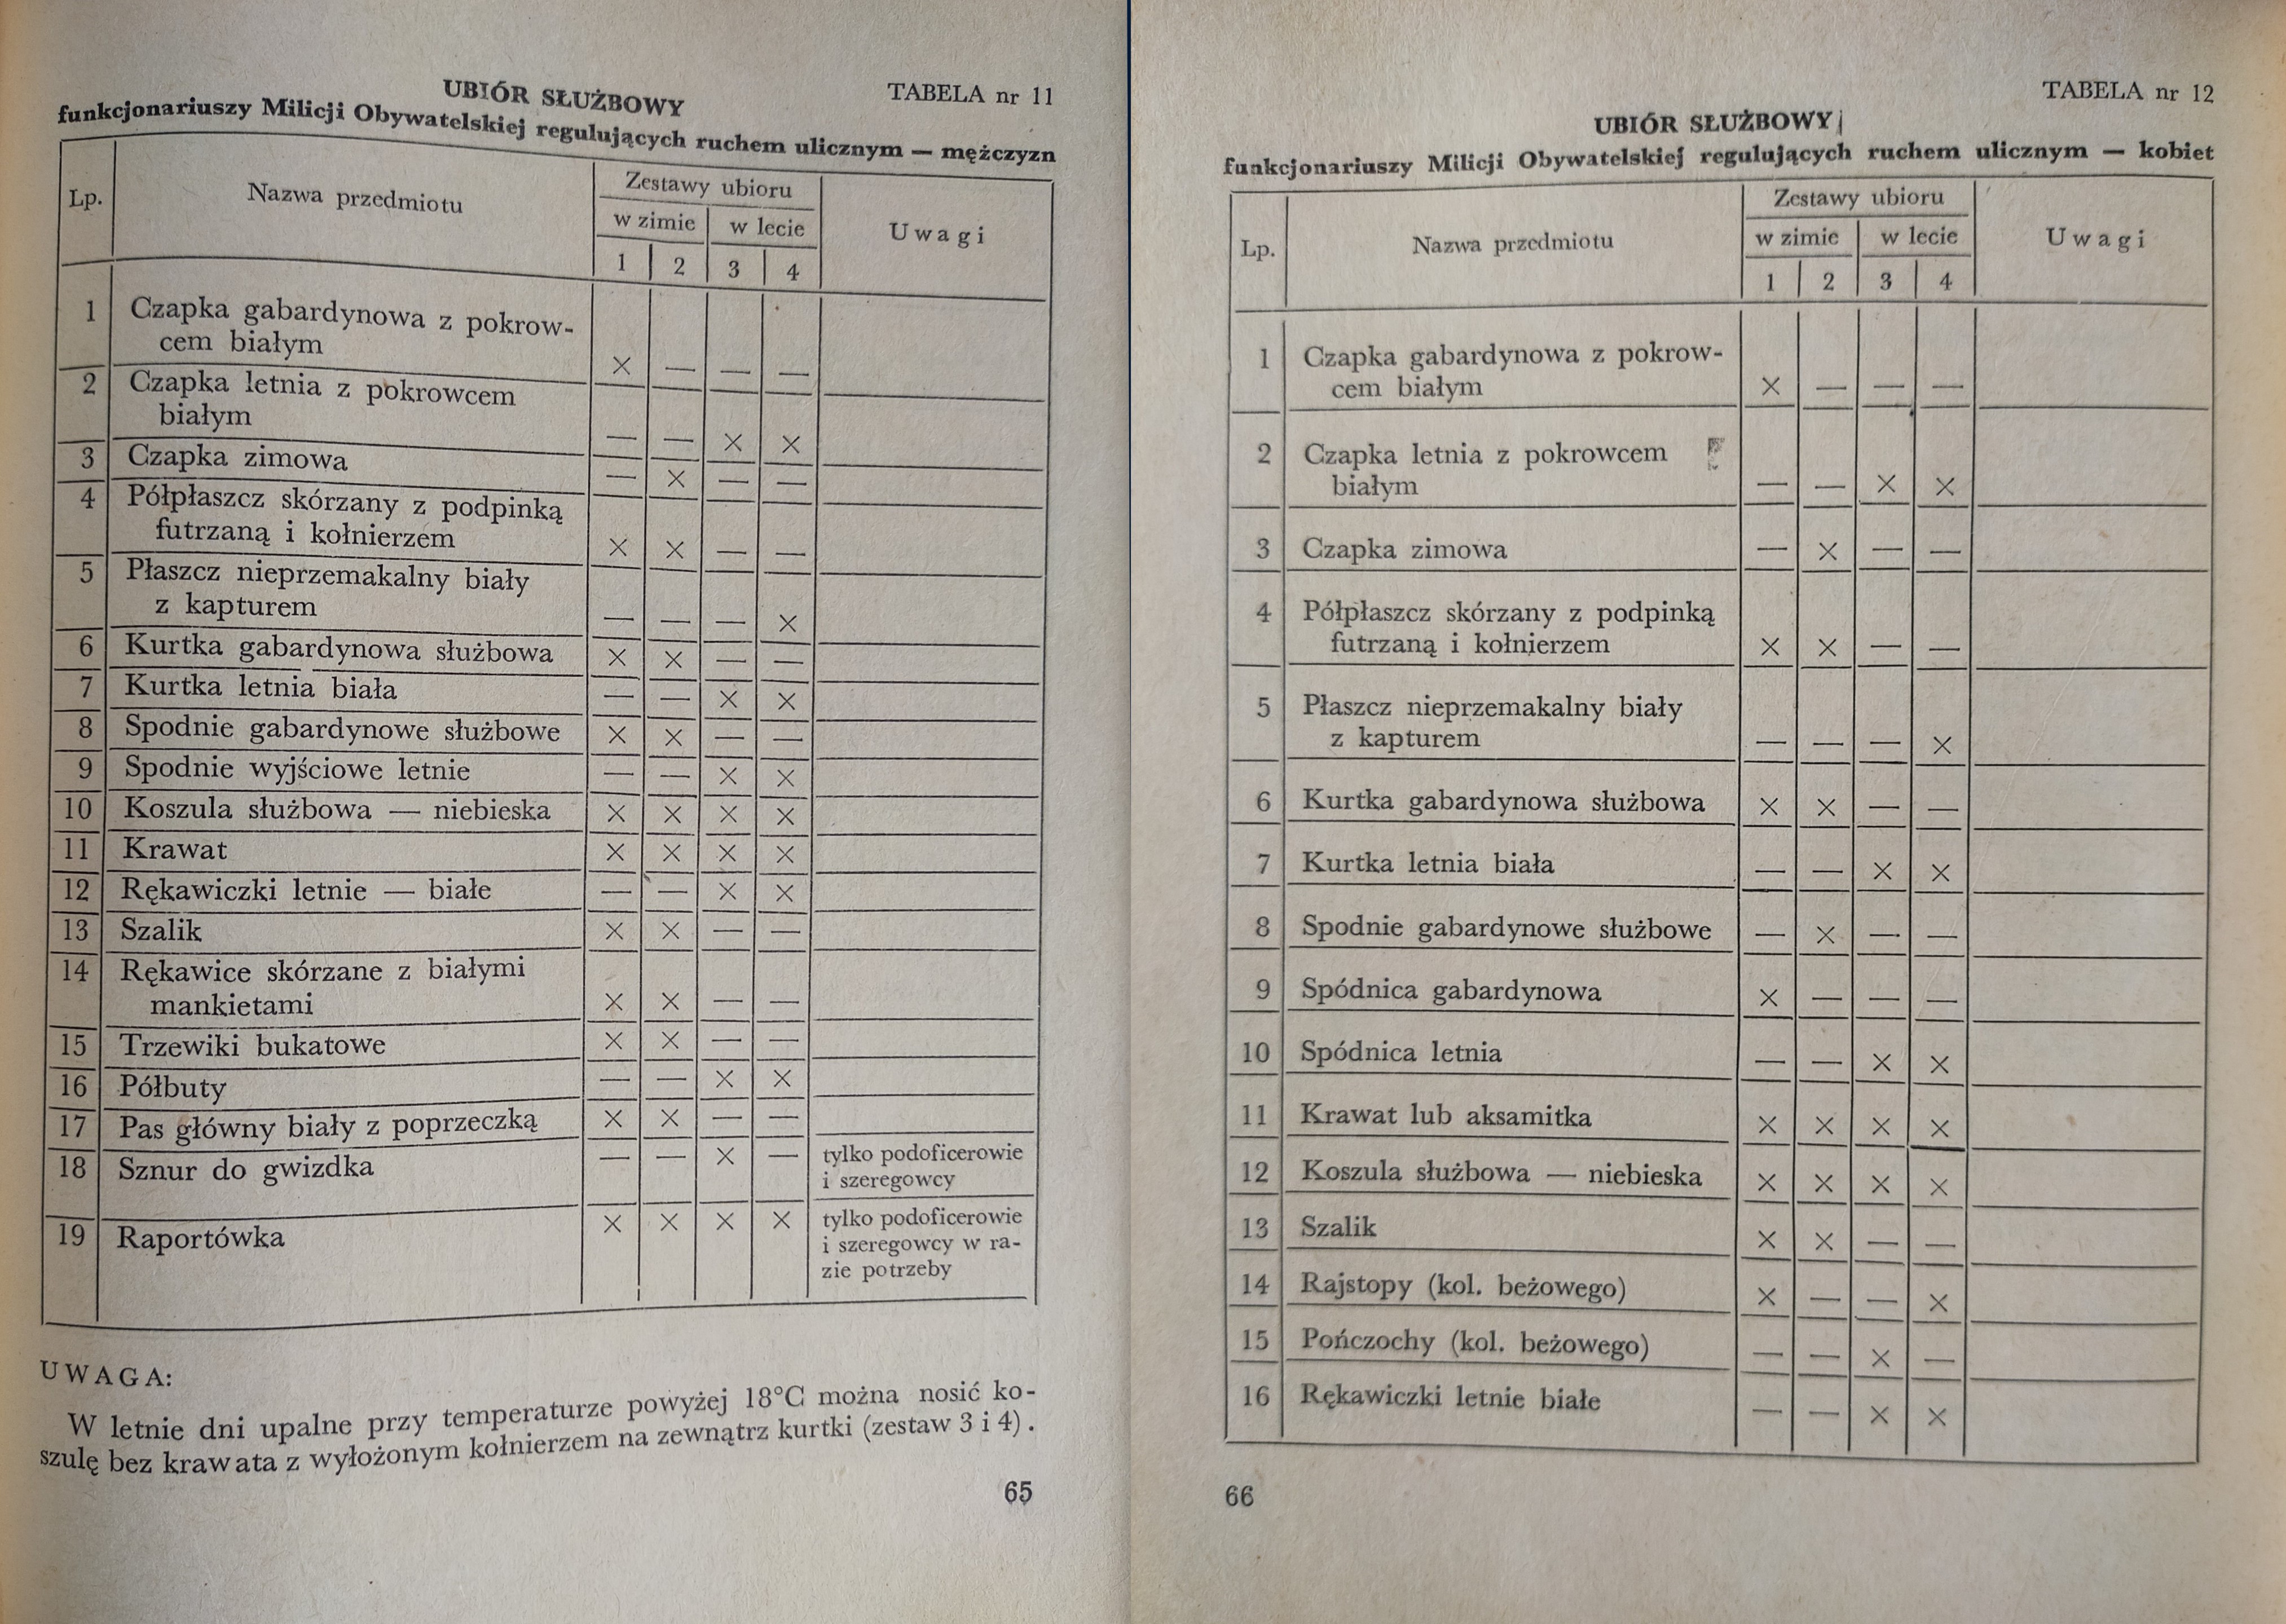 TABELA nr 11
UBIÓR SŁUŻBOWY
funkcjonariuszy Milicji Obywatelskiej regulujących ruchem ulicznym — mężczyzn
Lp. Nazwa przedmiotu Zestawy ubioru Uwagi
w zimie w lecie
1 2 3 4
1 Czapka gabardynowa z pokrow-
cem białym × — — —
2 Czapka letnia z pokrowcem
białym — — × ×
3 Czapka zimowa — × — —
4 Półpłaszcz skórzany z podpinką
futrzaną i kołnierzem × × — —
5 Płaszcz nieprzemakalny biały
z kapturem — — — ×
6 Kurtka gabardynowa służbowa × × — —
7 Kurtka letnia biała — — × ×
8 Spodnie gabardynowe służbowe × × — —
9 Spodnie wyjściowe letnie — — × ×
10 Koszula służbowa — niebieska × × × ×
11 Krawat × × × ×
12 Rękawiczki letnie — białe — — × ×
13 Szalik × × — —
14 Rękawice skórzane z białymi
mankietami × × — —
15 Trzewiki bukatowe × × — —
16 Półbuty — — × ×
17 Pas główny biały z poprzeczką × × — —
18 Sznur do gwizdka — — × — tylko podoficerowie
i szeregowcy
19 Raportówka × × × × tylko podoficerowie
i szeregowcy w ra-
zie potrzeby
UWAGA:
W letnie dni upalne przy temperaturze powyżej 18°C można nosić ko-
szulę bez krawata z wyłożonym kołnierzem na zewnątrz kurtki (zestaw 3 i 4).
65
TABELA nr 12
UBIÓR SŁUŻBOWY
funkcjonariuszy Milicji Obywatelskiej regulujących ruchem ulicznym — kobiet
Lp. Nazwa przedmiotu Zestawy ubioru Uwagi
w zimie w lecie
1 2 3 4
1 Czapka gabardynowa z pokrow-
cem białym × — — —
2 Czapka letnia z pokrowcem
białym — — × ×
3 Czapka zimowa — × — —
4 Półpłaszcz skórzany z podpinką
futrzaną i kołnierzem × × — —
5 Płaszcz nieprzemakalny biały
z kapturem — — — ×
6 Kurtka gabardynowa służbowa × × — —
7 Kurtka letnia biała — — × ×
8 Spodnie gabardynowe służbowe — × — —
9 Spódnica gabardynowa × — — —
10 Spódnica letnia — — × ×
11 Krawat lub aksamitka × × × ×
12 Koszula służbowa — niebieska × × × ×
13 Szalik × × — —
14 Rajstopy (kol. beżowego) × — — ×
15 Pończochy (kol. beżowego) — — × —
16 Rękawiczki letnie białe — — × ×
66